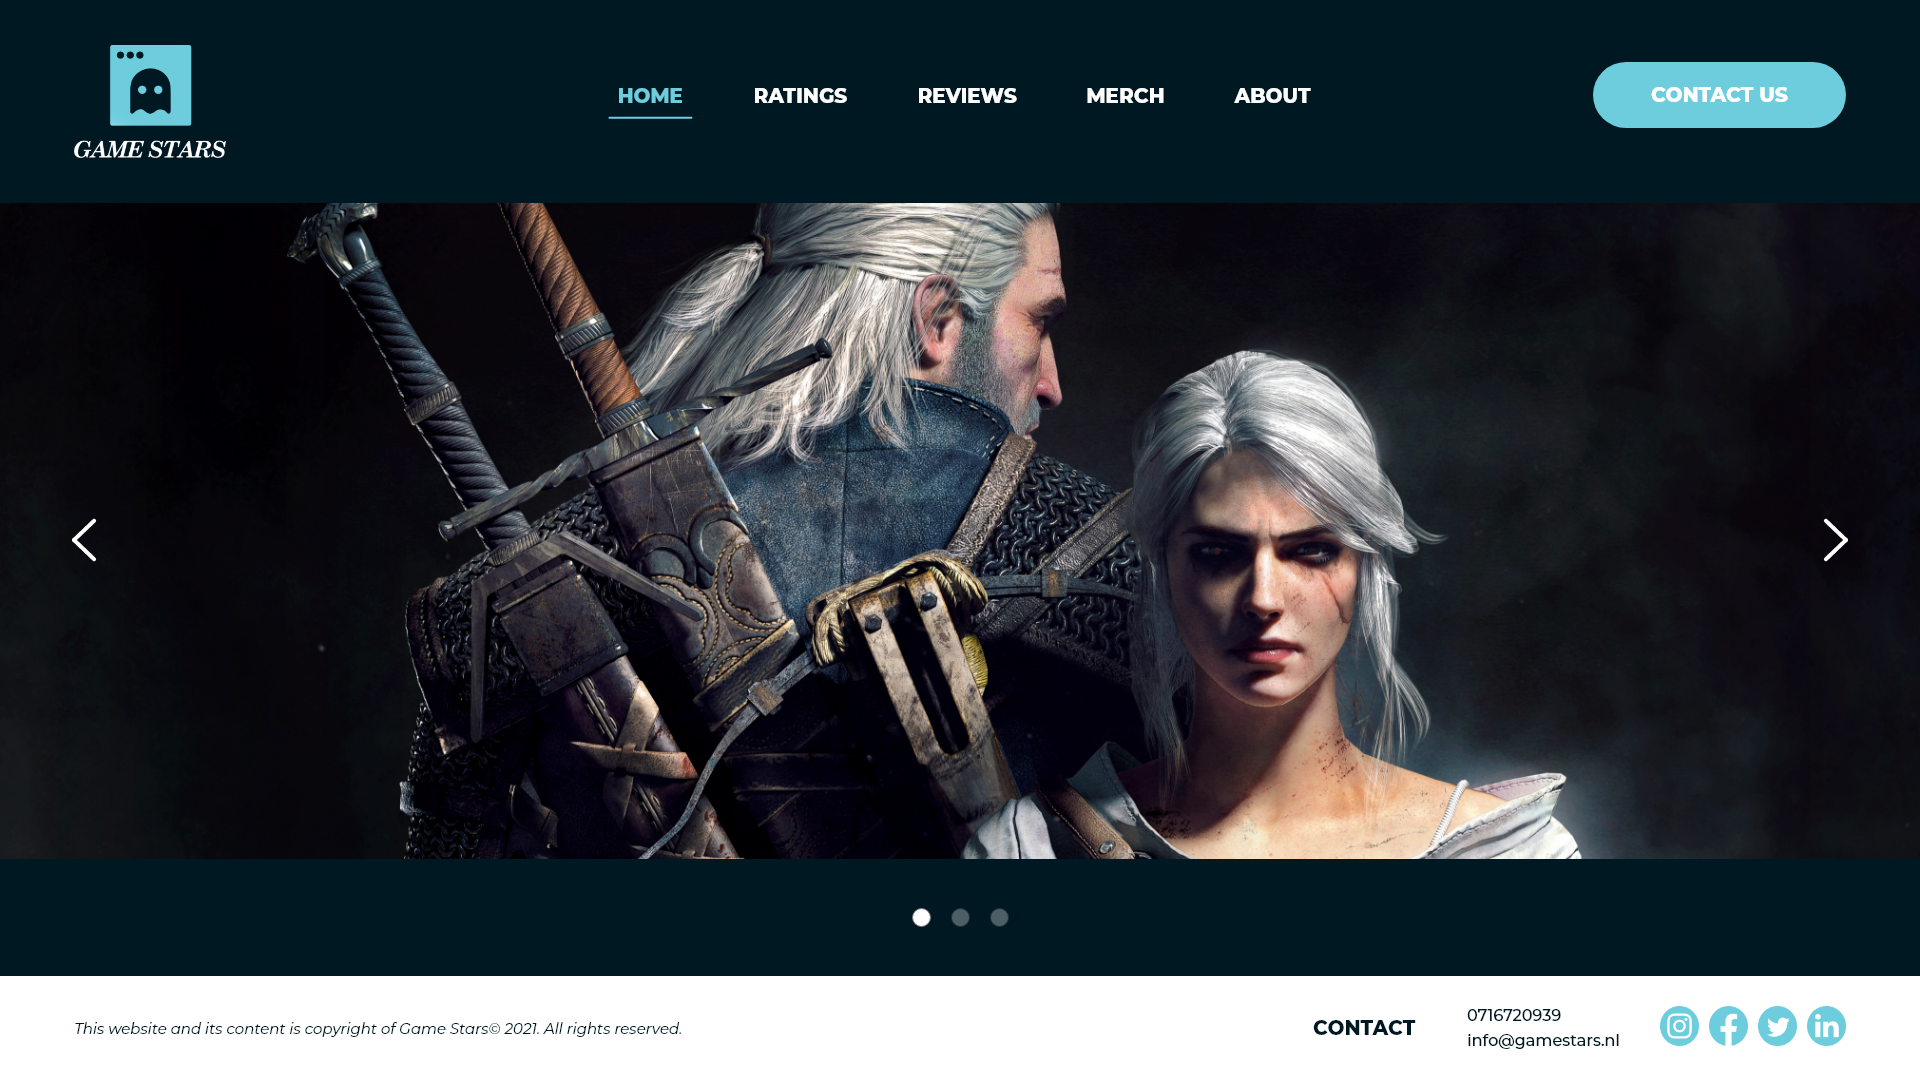 GAME STARS
HOME
RATINGS
REVIEWS
MERCH
ABOUT
CONTACT US
This website and its content is copyright of Game Stars© 2021. All rights reserved.
CONTACT
0716720939
info@gamestars.nl